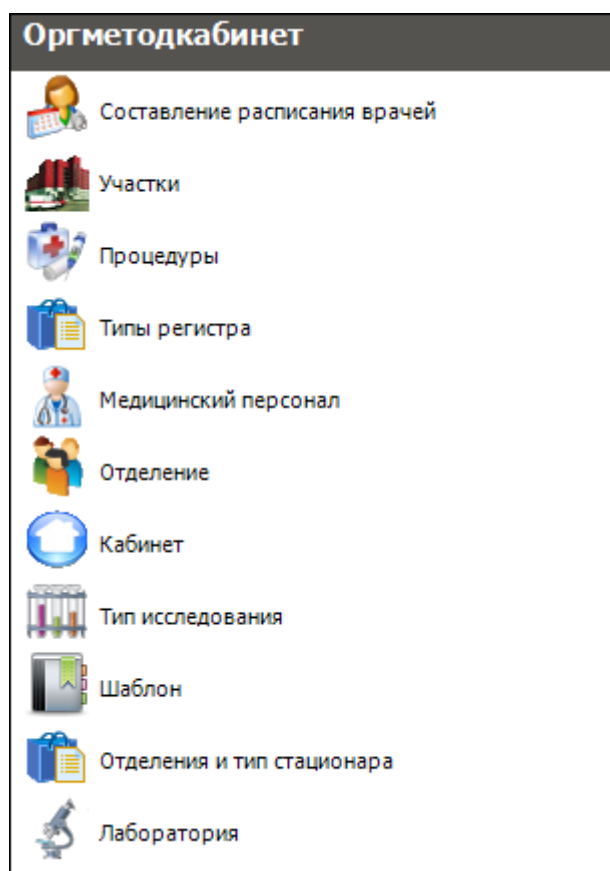 Оргметодкабинет
Составление расписания врачей
Участки
Процедуры
Типы регистра
Медицинский персонал
Отделение
Кабинет
Тип исследования
Шаблон
Отделения и тип стационара
Лаборатория